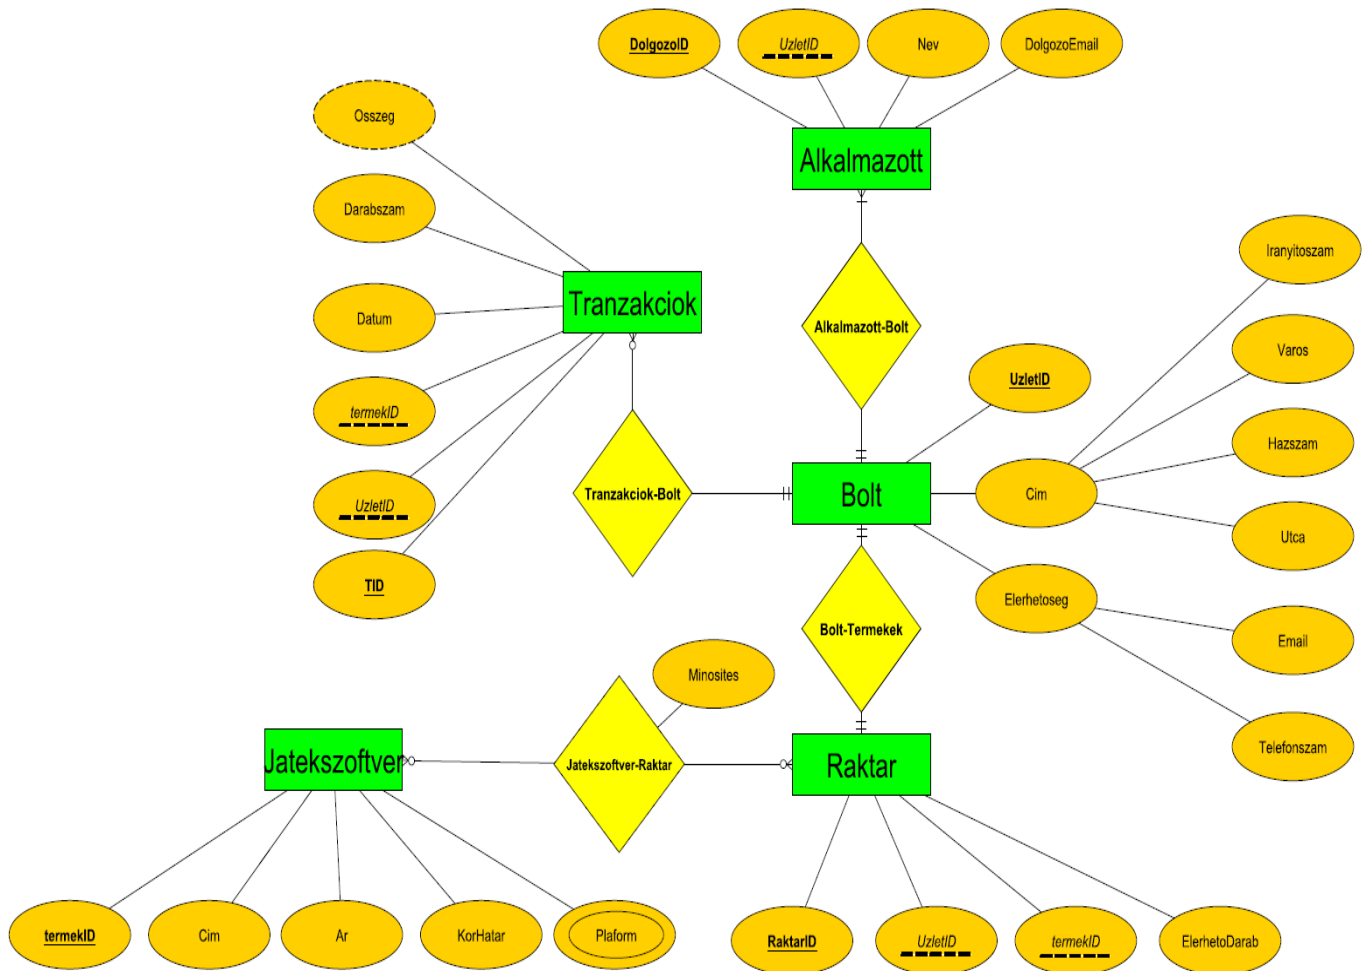 DolgozoID
UzletID
Nev
DolgozoEmail
Osszeg
Alkalmazott
Darabszam
Iranyitoszam
Tranzakciok
Datum
Alkalmazott-Bolt
Varos
UzletID
termekID
Hazszam
Tranzakciok-Bolt
Bolt
Cim
UzletID
Utca
TID
Elerhetoseg
Bolt-Termekek
Email
Minosites
Telefonszam
Jatekszoftver
Jatekszoftver-Raktar
Raktar
termekID
Cim
Ar
KorHatar
Plaform
RaktarID
UzletID
termekID
ElerhetoDarab